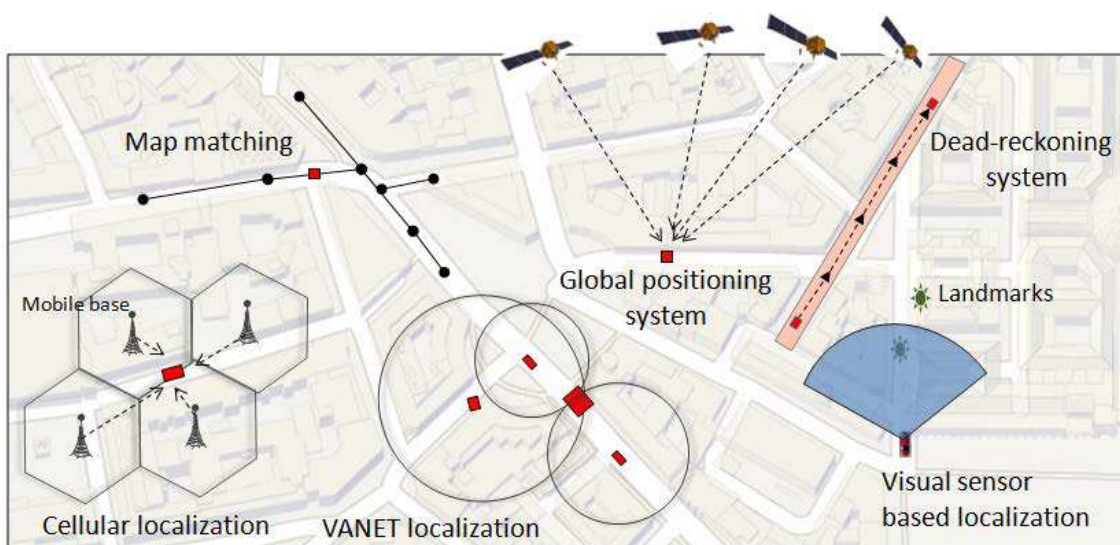 Map matching
Dead-reckoning
system
Global positioning
system
Landmarks
Mobile base
Visual sensor
based localization
Cellular localization
VANET localization